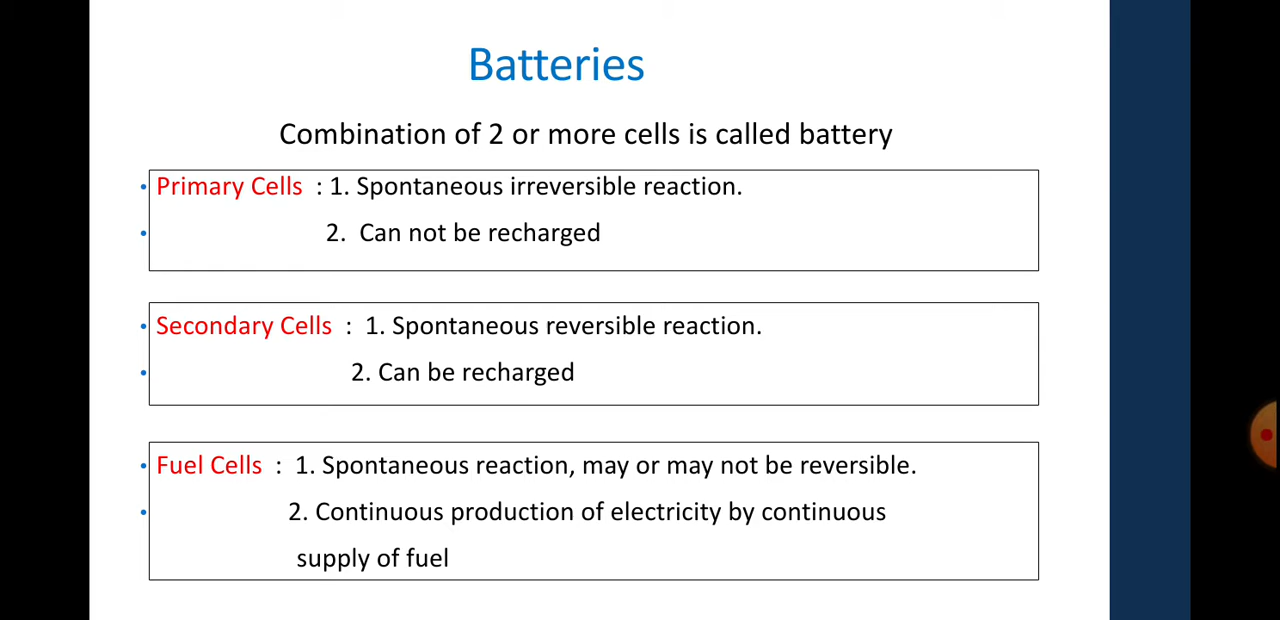 Batteries
Combination of 2 or more cells is called battery
• Primary Cells : 1. Spontaneous irreversible reaction.
• 2. Can not be recharged
• Secondary Cells : 1. Spontaneous reversible reaction.
• 2. Can be recharged
• Fuel Cells : 1. Spontaneous reaction, may or may not be reversible.
• 2. Continuous production of electricity by continuous
supply of fuel